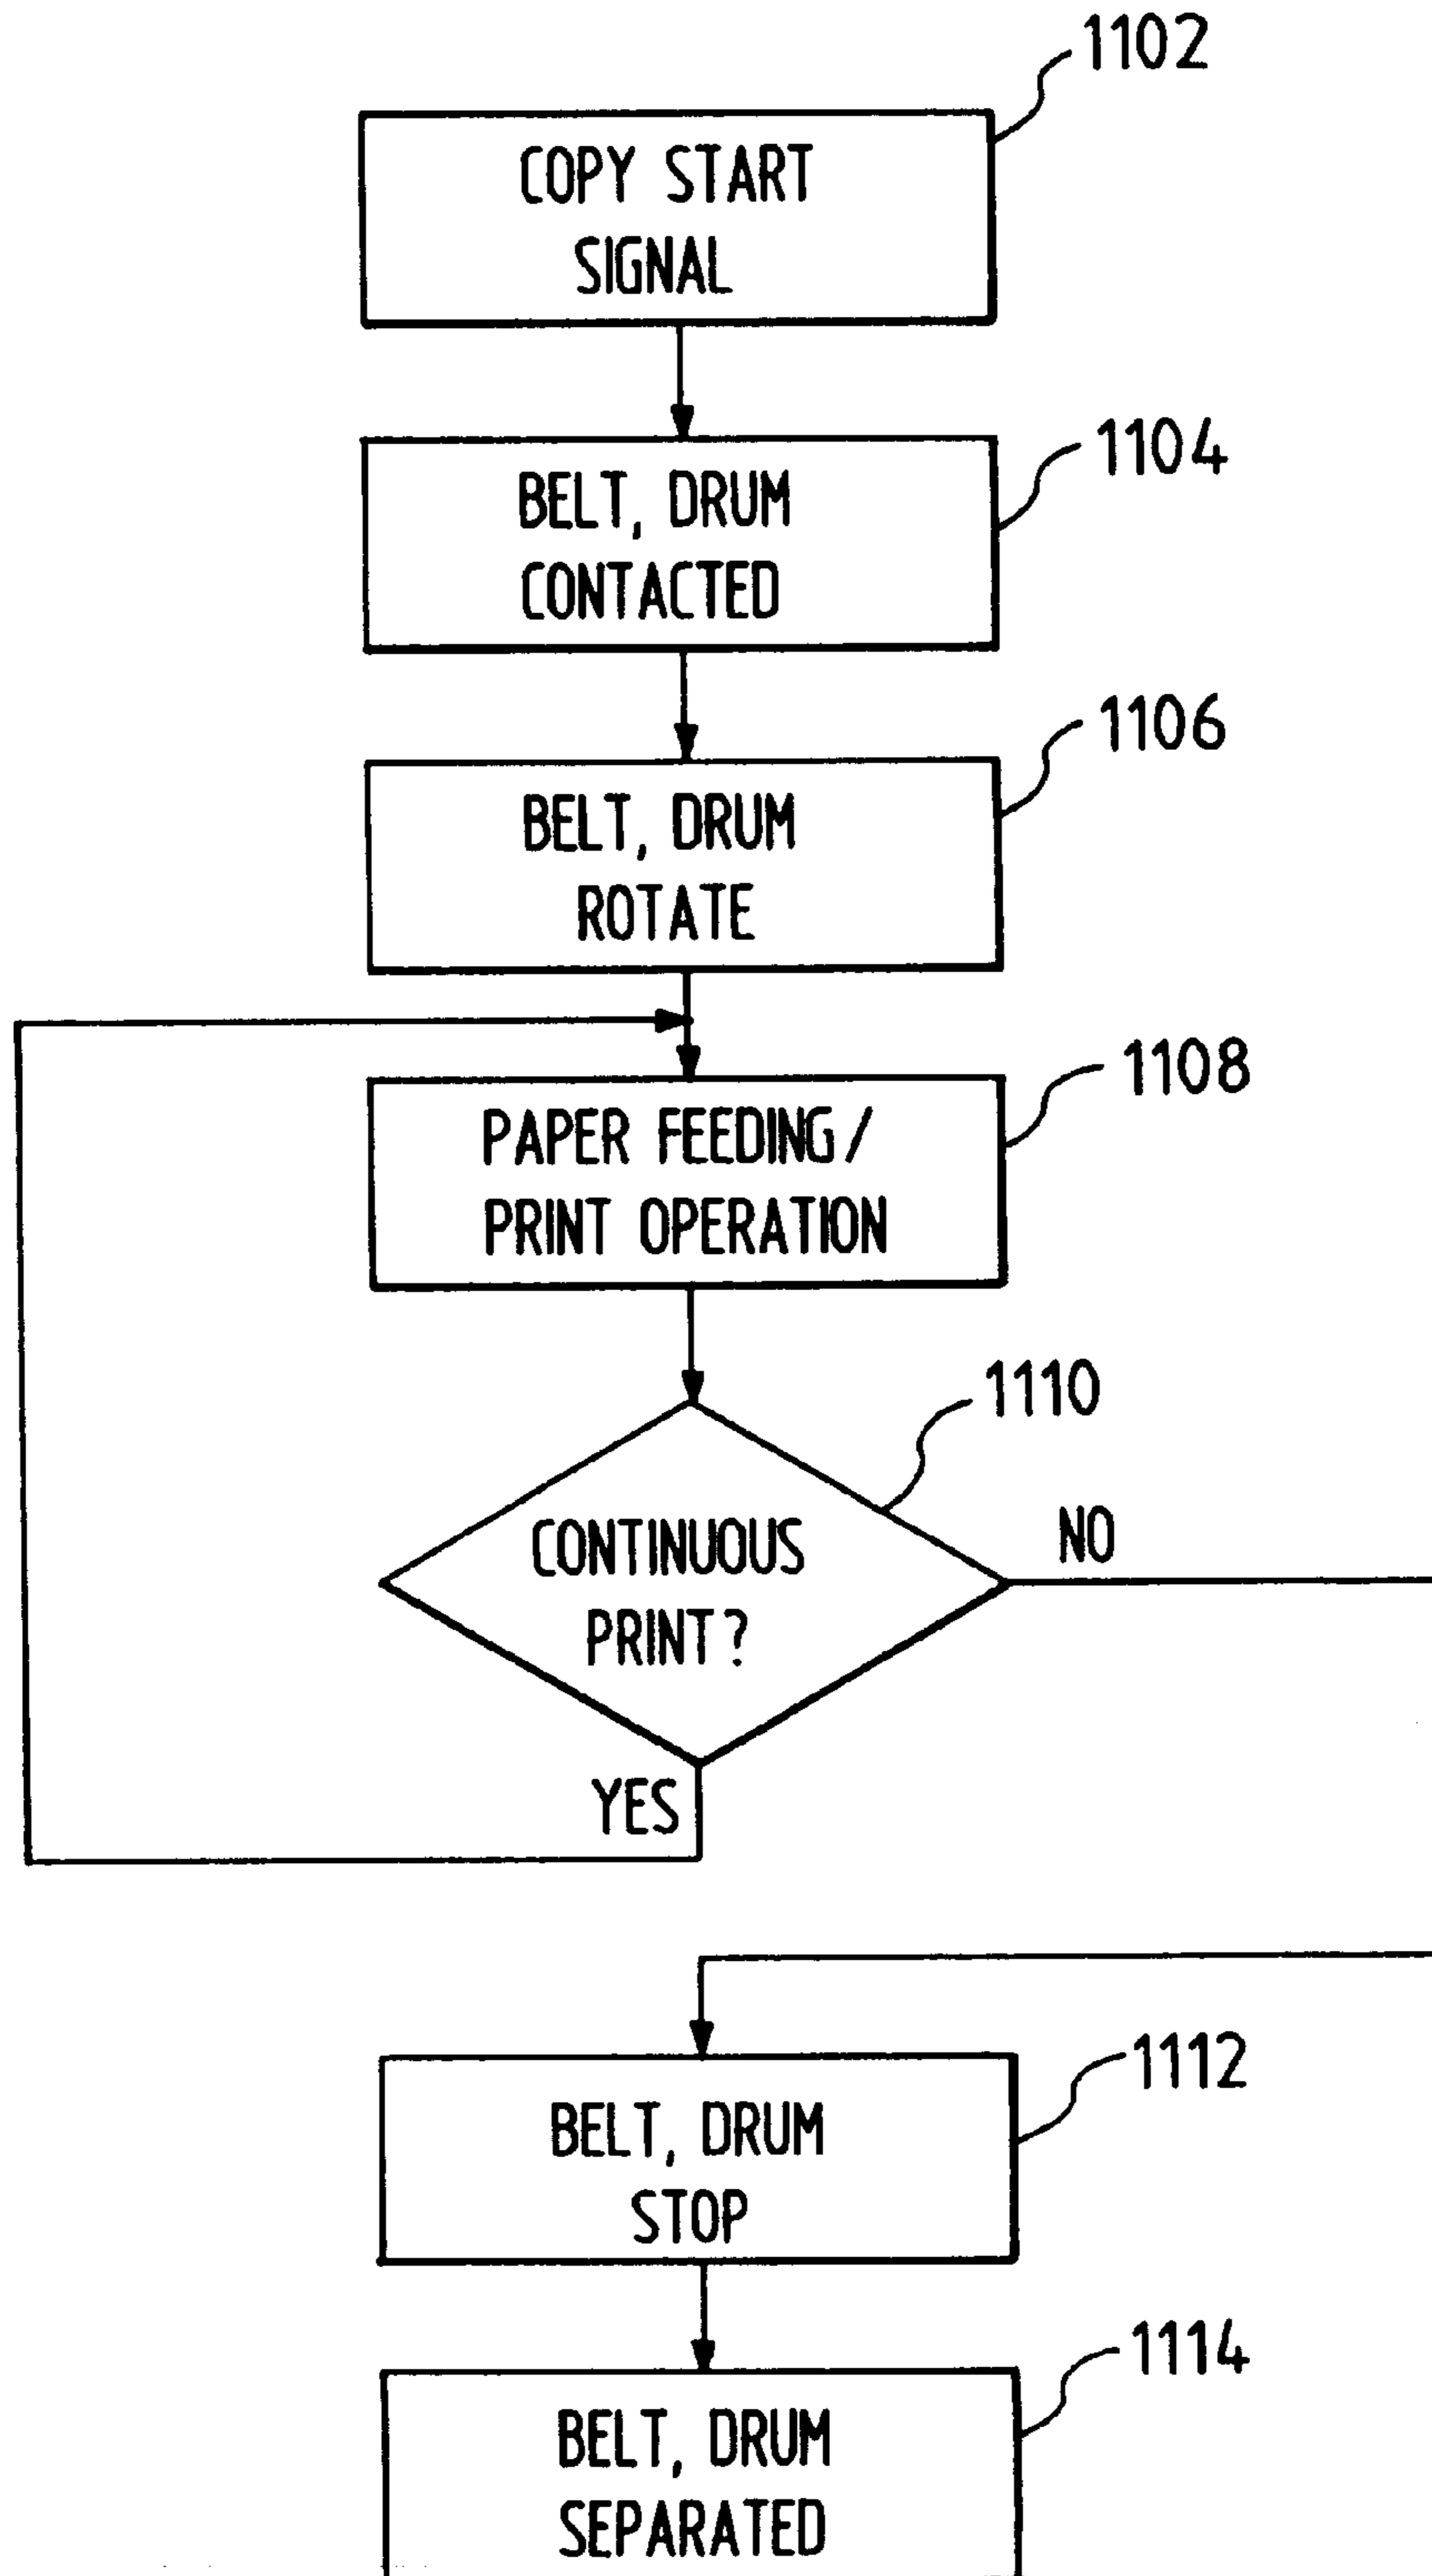 1102
COPY START
SIGNAL
1104
BELT, DRUM
CONTACTED
1106
BELT, DRUM
ROTATE
1108
PAPER FEEDING/
PRINT OPERATION
1110
CONTINUOUS
PRINT?
NO
YES
1112
BELT, DRUM
STOP
1114
BELT, DRUM
SEPARATED